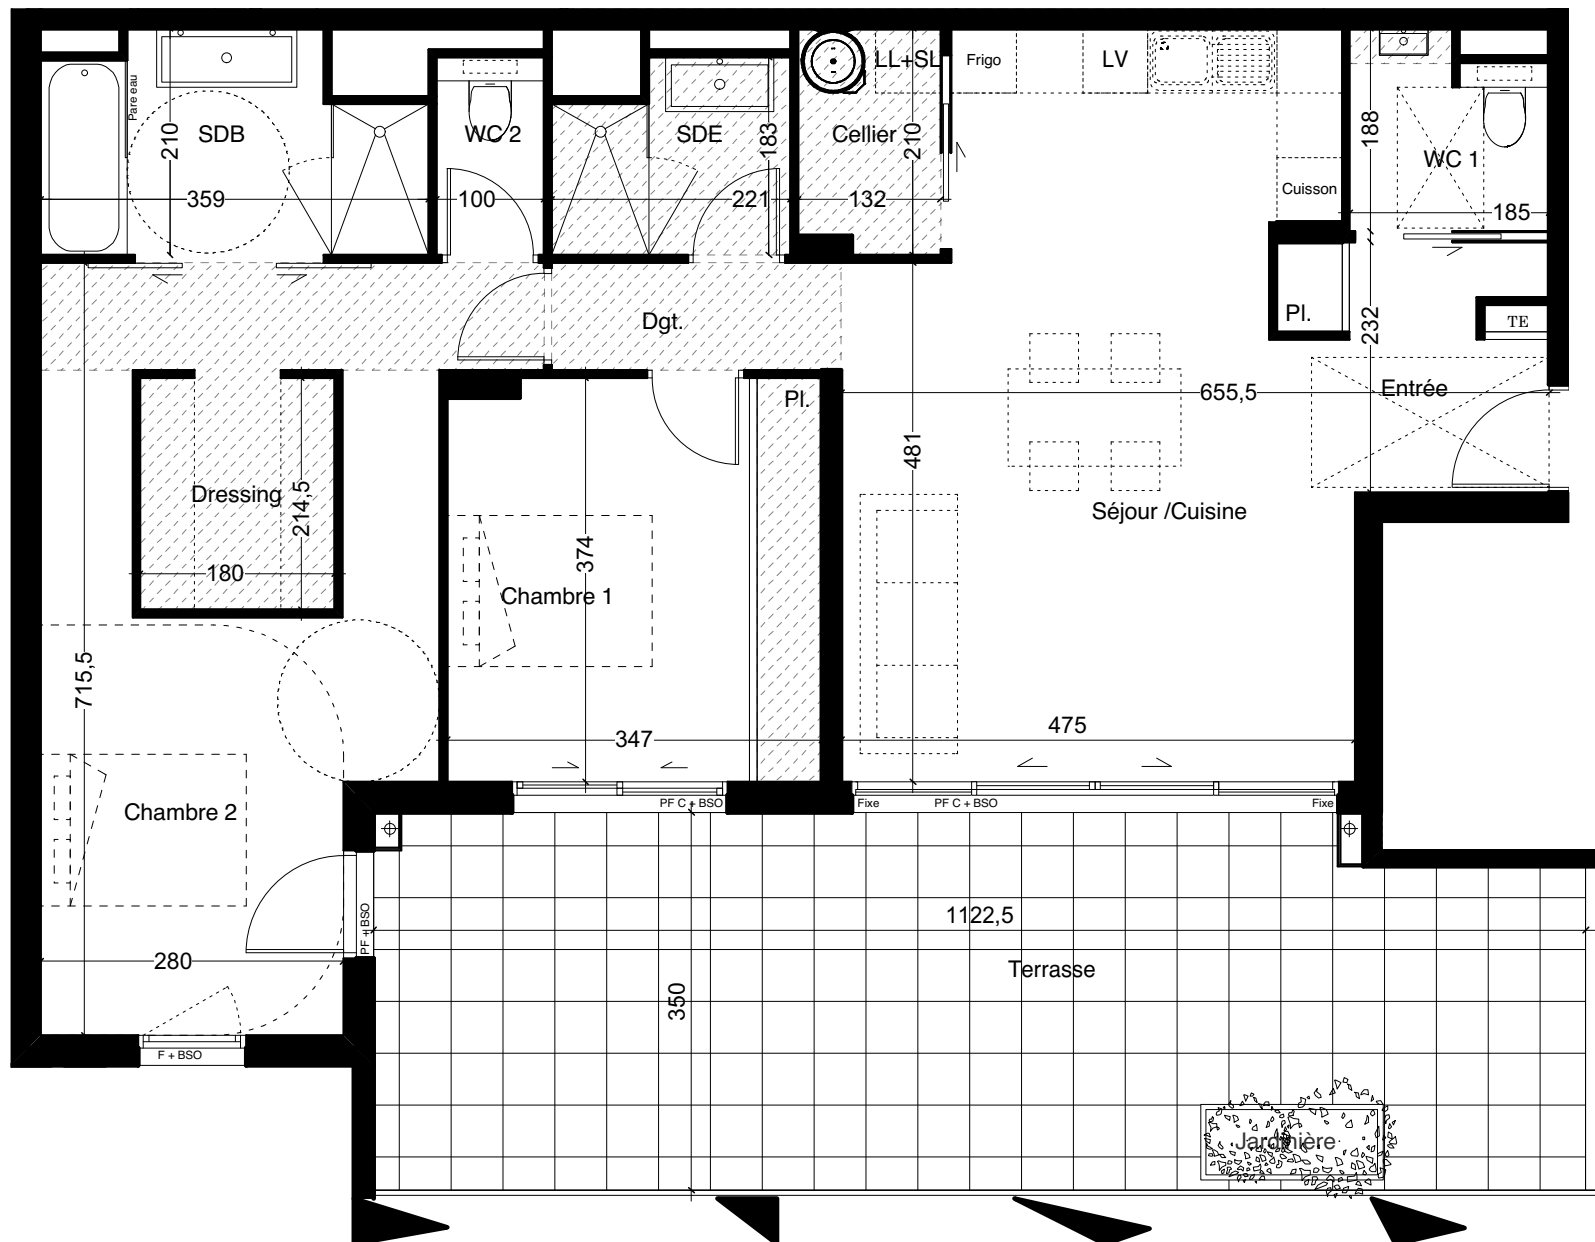 LL+SL
Frigo
LV
Pare eau
SDB
WC 2
SDE
Cellier
WC 1
210
183
210
188
Cuisson
359
100
221
132
185
Dgt.
Pl.
TE
232
Pl.
655,5
Entrée
481
Dressing
214,5
Séjour /Cuisine
374
180
Chambre 1
715,5
347
475
Chambre 2
PF C + BSO
Fixe
PF C + BSO
Fixe
PF + BSO
1122,5
280
Terrasse
350
F + BSO
Jardinière